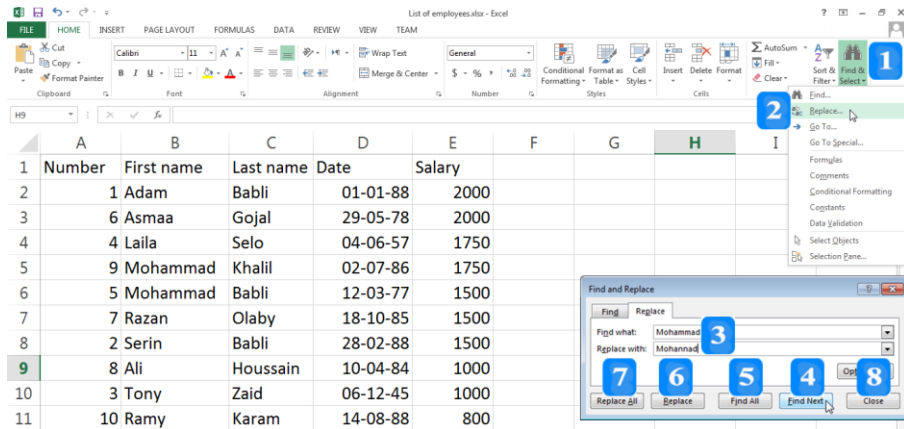 List of employees.xlsx - Excel
FILE HOME INSERT PAGE LAYOUT FORMULAS DATA REVIEW VIEW TEAM
Cut
Copy
Format Painter
Paste
Clipboard
Calibri 11
B I U
Font
Wrap Text
Merge & Center
Alignment
General
$ % ,
Number
Conditional Formatting
Format as Table
Cell Styles
Styles
Insert Delete Format
Cells
AutoSum
Fill
Clear
Sort & Filter
Find & Select
1
Find...
2 Replace...
Go To...
Go To Special...
Formulas
Comments
Conditional Formatting
Constants
Data Validation
Select Objects
Selection Pane...
H9 fx
A B C D E F G H I
1 Number First name Last name Date Salary
2 1 Adam Babli 01-01-88 2000
3 6 Asmaa Gojal 29-05-78 2000
4 4 Laila Selo 04-06-57 1750
5 9 Mohammad Khalil 02-07-86 1750
6 5 Mohammad Babli 12-03-77 1500
7 7 Razan Olaby 18-10-85 1500
8 2 Serin Babli 28-02-88 1500
9 8 Ali Houssain 10-04-84 1000
10 3 Tony Zaid 06-12-45 1000
11 10 Ramy Karam 14-08-88 800
Find and Replace
Find Replace
Find what: Mohammad
Replace with: Mohannad
3
7 6 5 4 8
Replace All Replace Find All Find Next Close